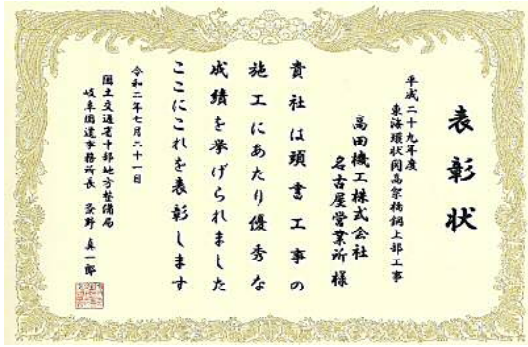 表彰状
平成二十九年度
東海環状岡高架橋鋼上部工事
高田機工株式会社
名古屋営業所様
貴社は頭書工事の
施工にあたり優秀な
成績を挙げられました
ここにこれを表彰します
令和二年七月二十一日
国土交通省中部地方整備局
岐阜国道事務所長 野 真一郎